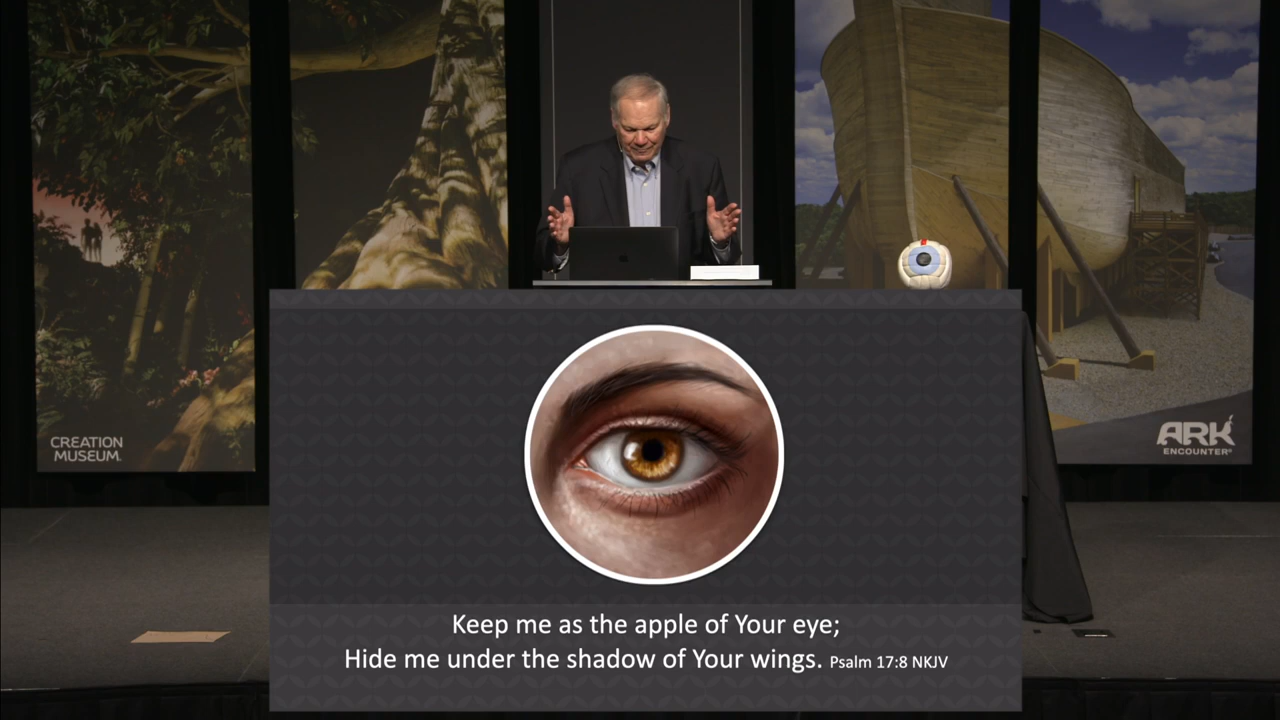 CREATION
MUSEUM
ARK
ENCOUNTER
Keep me as the apple of Your eye;
Hide me under the shadow of Your wings. Psalm 17:8 NKJV